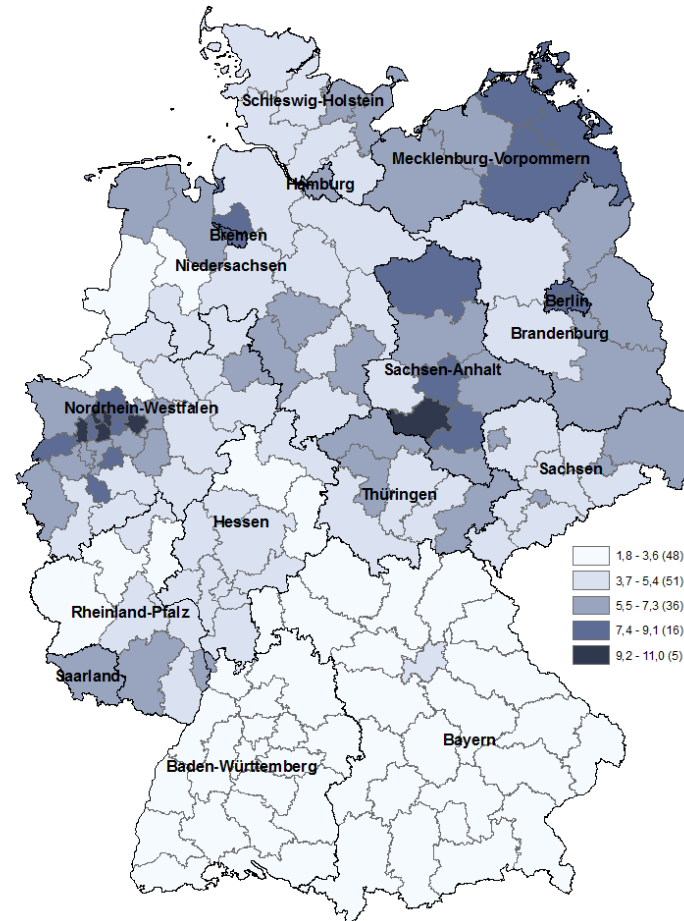 Schleswig-Holstein
Mecklenburg-Vorpommern
Hamburg
Bremen
Niedersachsen
Berlin
Brandenburg
Sachsen-Anhalt
Nordrhein-Westfalen
Sachsen
Thüringen
Hessen
1,8 - 3,6 (48)
3,7 - 5,4 (51)
5,5 - 7,3 (36)
7,4 - 9,1 (16)
9,2 - 11,0 (5)
Rheinland-Pfalz
Saarland
Bayern
Baden-Württemberg